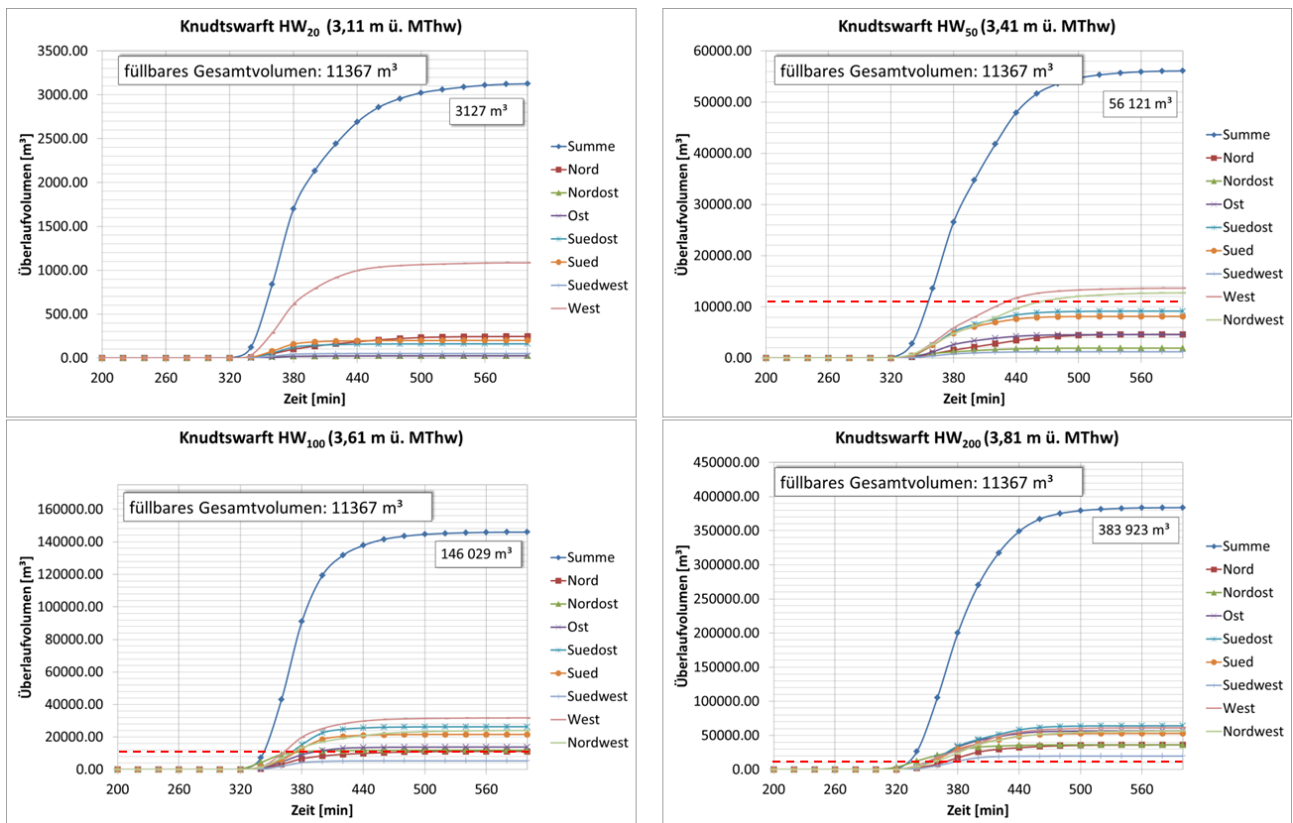 Knudtswarft HW20 (3,11 m ü. MThw)
füllbares Gesamtvolumen: 11367 m³
3127 m³
Überlaufvolumen [m³]
3500.00
3000.00
2500.00
2000.00
1500.00
1000.00
500.00
0.00
200 260 320 380 440 500 560
Zeit [min]
Summe
Nord
Nordost
Ost
Suedost
Sued
Suedwest
West
Knudtswarft HW50 (3,41 m ü. MThw)
füllbares Gesamtvolumen: 11367 m³
56 121 m³
Überlaufvolumen [m³]
60000.00
50000.00
40000.00
30000.00
20000.00
10000.00
0.00
200 260 320 380 440 500 560
Zeit [min]
Summe
Nord
Nordost
Ost
Suedost
Sued
Suedwest
West
Nordwest
Knudtswarft HW100 (3,61 m ü. MThw)
füllbares Gesamtvolumen: 11367 m³
146 029 m³
Überlaufvolumen [m³]
160000.00
140000.00
120000.00
100000.00
80000.00
60000.00
40000.00
20000.00
0.00
200 260 320 380 440 500 560
Zeit [min]
Summe
Nord
Nordost
Ost
Suedost
Sued
Suedwest
West
Nordwest
Knudtswarft HW200 (3,81 m ü. MThw)
füllbares Gesamtvolumen: 11367 m³
383 923 m³
Überlaufvolumen [m³]
450000.00
400000.00
350000.00
300000.00
250000.00
200000.00
150000.00
100000.00
50000.00
0.00
200 260 320 380 440 500 560
Zeit [min]
Summe
Nord
Nordost
Ost
Suedost
Sued
Suedwest
West
Nordwest